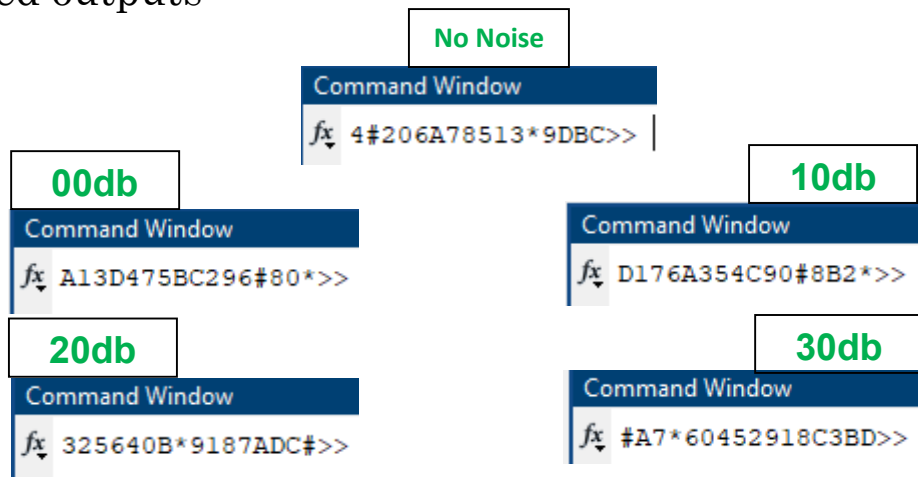 outputs
No Noise
Command Window
fx 4#206A78513*9DBC>>
00db
Command Window
fx A13D475BC296#80*>>
10db
Command Window
fx D176A354C90#8B2*>>
20db
Command Window
fx 325640B*9187ADC#>>
30db
Command Window
fx #A7*60452918C3BD>>